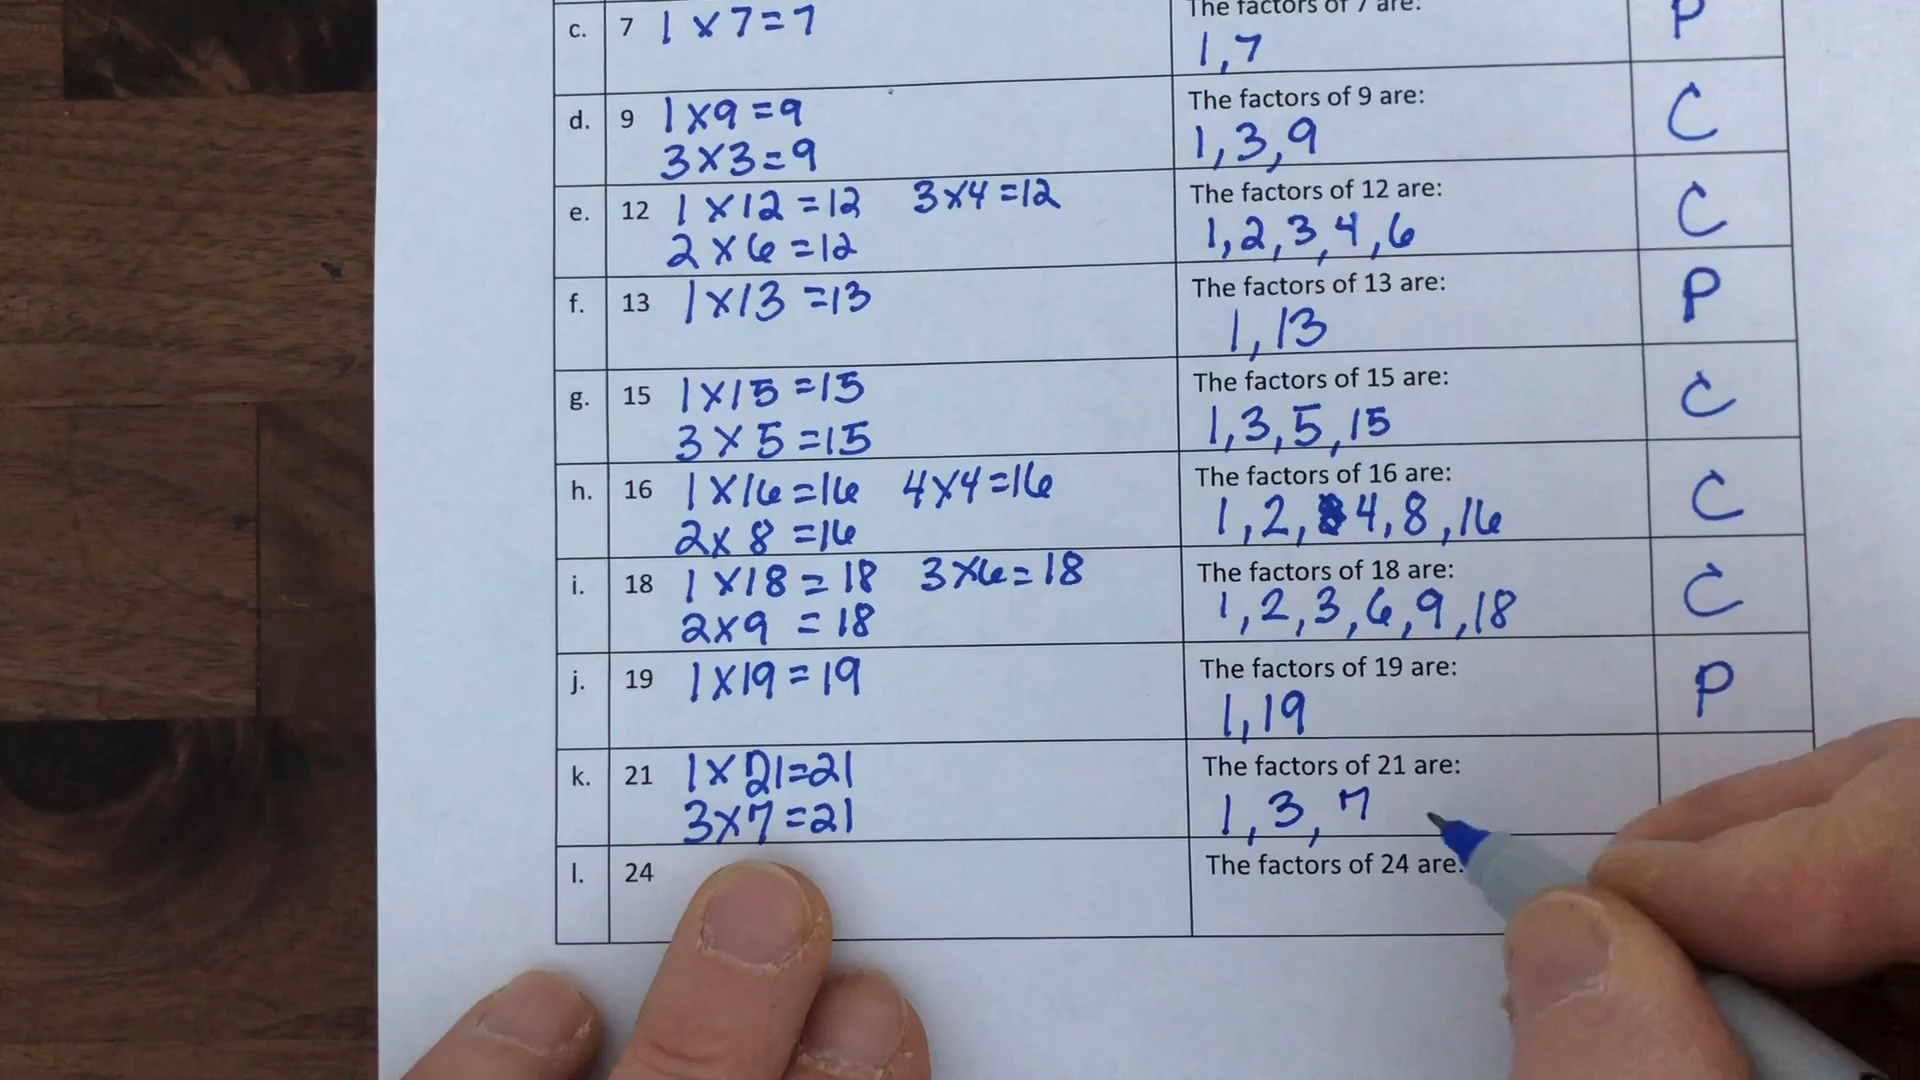 c. 7 1 x 7 = 7 The factors of 7 are: P
1, 7
d. 9 1 x 9 = 9 The factors of 9 are: C
3 x 3 = 9 1, 3, 9
e. 12 1 x 12 = 12 3 x 4 = 12 The factors of 12 are: C
2 x 6 = 12 1, 2, 3, 4, 6
f. 13 1 x 13 = 13 The factors of 13 are: P
1, 13
g. 15 1 x 15 = 15 The factors of 15 are: C
3 x 5 = 15 1, 3, 5, 15
h. 16 1 x 16 = 16 4 x 4 = 16 The factors of 16 are: C
2 x 8 = 16 1, 2, 4, 8, 16
i. 18 1 x 18 = 18 3 x 6 = 18 The factors of 18 are: C
2 x 9 = 18 1, 2, 3, 6, 9, 18
j. 19 1 x 19 = 19 The factors of 19 are: P
1, 19
k. 21 1 x 21 = 21 The factors of 21 are:
3 x 7 = 21 1, 3, 7
l. 24 The factors of 24 are: